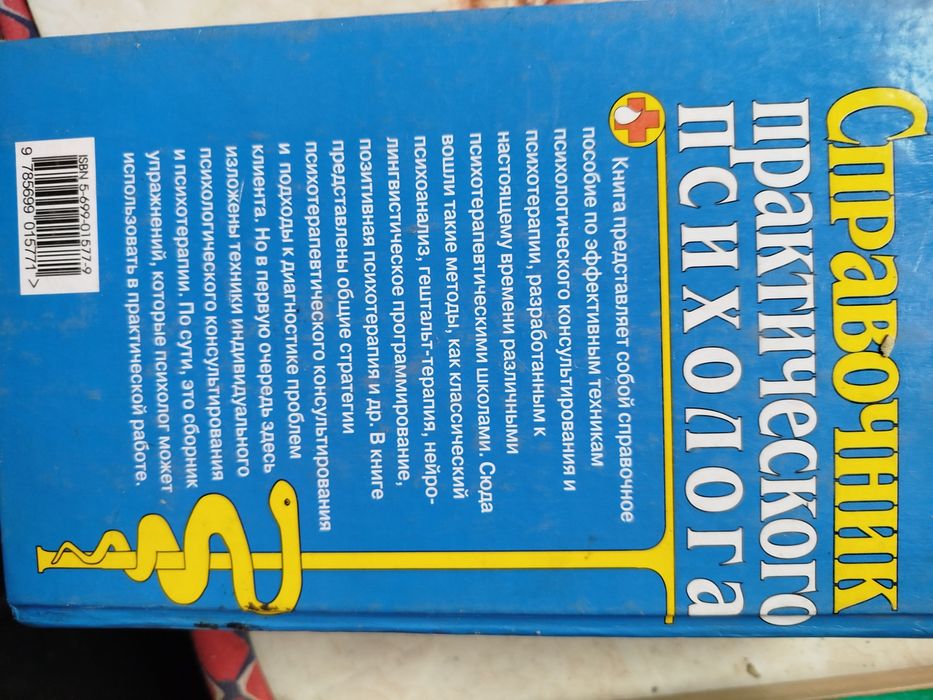 Справочник
практического
психолога
Книга представляет собой справочное
пособие по эффективным техникам
психологического консультирования и
психотерапии, разработанным к
настоящему времени различными
психотерапевтическими школами. Сюда
вошли такие методы, как классический
психоанализ, гештальт-терапия, нейро-
лингвистическое программирование,
позитивная психотерапия и др. В книге
представлены общие стратегии
психотерапевтического консультирования
и подходы к диагностике проблем
клиента. Но в первую очередь здесь
изложены техники индивидуального
психологического консультирования
и психотерапии. По сути, это сборник
упражнений, которые психолог может
использовать в практической работе.
ISBN 5-699-01577-9
9 785699 015771 >